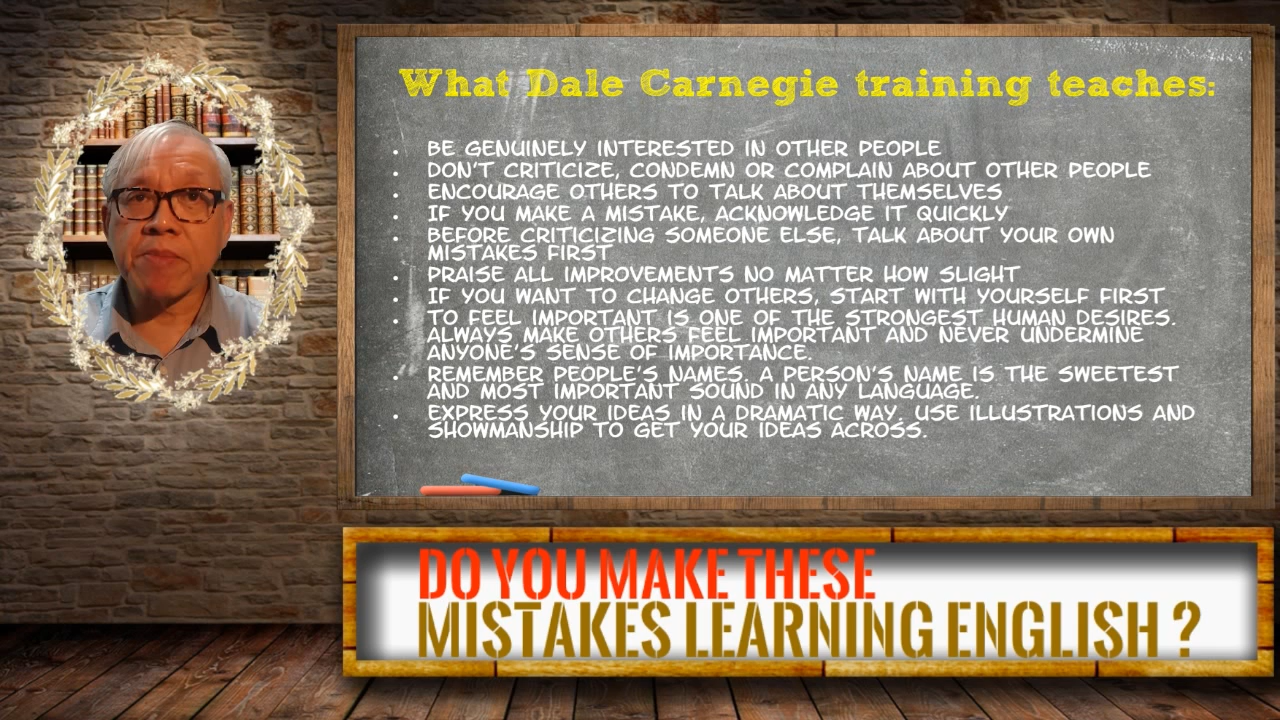 What Dale Carnegie training teaches:
• BE GENUINELY INTERESTED IN OTHER PEOPLE
• DON'T CRITICIZE, CONDEMN OR COMPLAIN ABOUT OTHER PEOPLE
• ENCOURAGE OTHERS TO TALK ABOUT THEMSELVES
• IF YOU MAKE A MISTAKE, ACKNOWLEDGE IT QUICKLY
• BEFORE CRITICIZING SOMEONE ELSE, TALK ABOUT YOUR OWN
MISTAKES FIRST
• PRAISE ALL IMPROVEMENTS NO MATTER HOW SLIGHT
• IF YOU WANT TO CHANGE OTHERS, START WITH YOURSELF FIRST
• TO FEEL IMPORTANT IS ONE OF THE STRONGEST HUMAN DESIRES.
ALWAYS MAKE OTHERS FEEL IMPORTANT AND NEVER UNDERMINE
ANYONE'S SENSE OF IMPORTANCE.
• REMEMBER PEOPLE'S NAMES. A PERSON'S NAME IS THE SWEETEST
AND MOST IMPORTANT SOUND IN ANY LANGUAGE.
• EXPRESS YOUR IDEAS IN A DRAMATIC WAY. USE ILLUSTRATIONS AND
SHOWMANSHIP TO GET YOUR IDEAS ACROSS.
DO YOU MAKE THESE
MISTAKES LEARNING ENGLISH ?